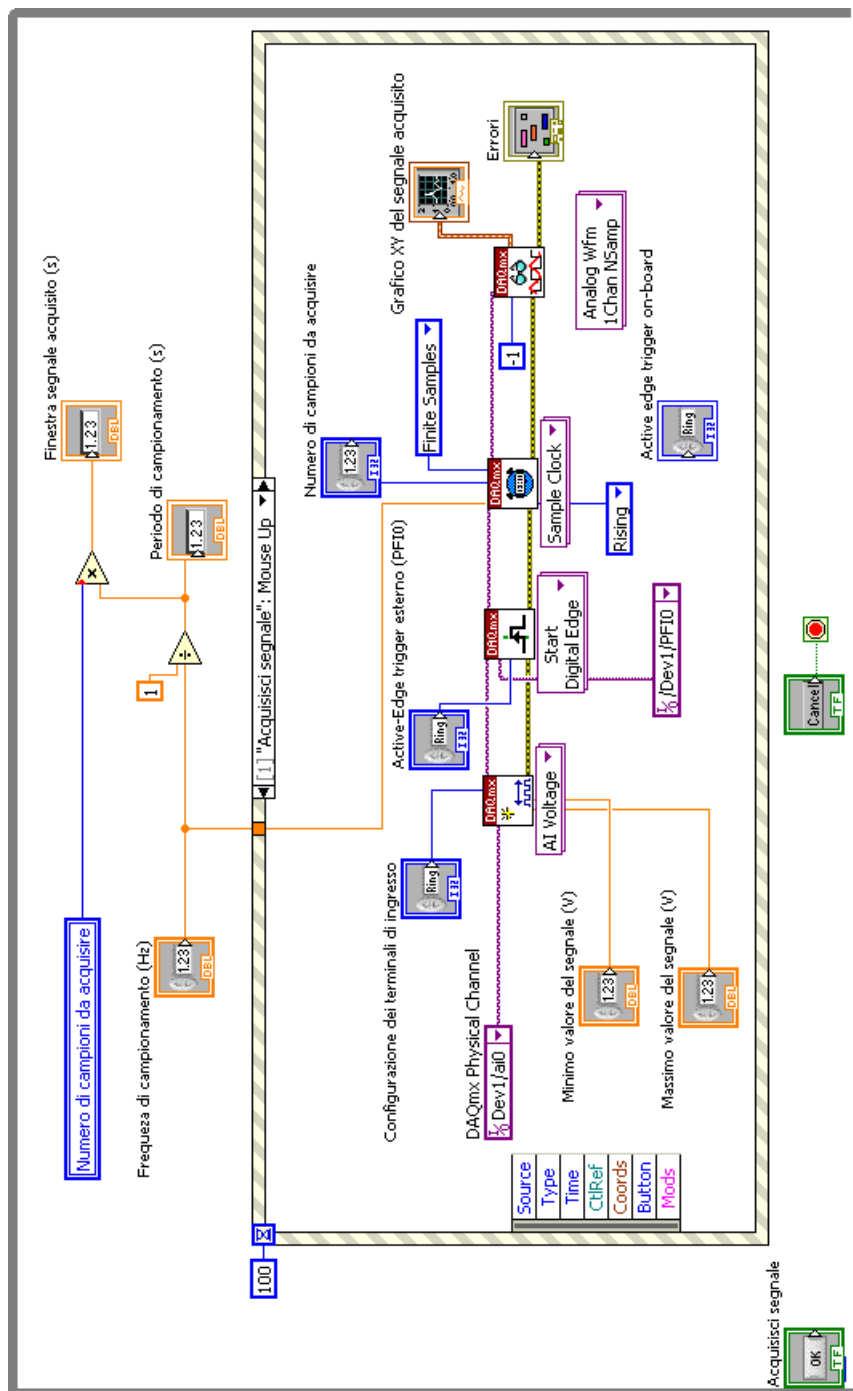 Numero di campioni da acquisire
Finestra segnale acquisito (s)
1.23
DBL
Frequeza di campionamento (Hz)
1.23
DBL
1
÷
x
Periodo di campionamento (s)
1.23
DBL
100
[1] "Acquisisci segnale": Mouse Up
Source
Type
Time
CtlRef
Coords
Button
Mods
Configurazione dei terminali di ingresso
Ring
I32
DAQmx Physical Channel
I/O Dev1/ai0
DAQmx
AI Voltage
Minimo valore del segnale (V)
1.23
DBL
Massimo valore del segnale (V)
1.23
DBL
Active-Edge trigger esterno (PFI0)
Ring
I32
DAQmx
Start
Digital Edge
I/O /Dev1/PFI0
Numero di campioni da acquisire
1.23
I32
Finite Samples
DAQmx
Sample Clock
Rising
Grafico XY del segnale acquisito
-1
DAQmx
Analog Wfm
1Chan NSamp
Errori
Active edge trigger on-board
Ring
I32
Acquisisci segnale
OK
TF
Cancel
TF